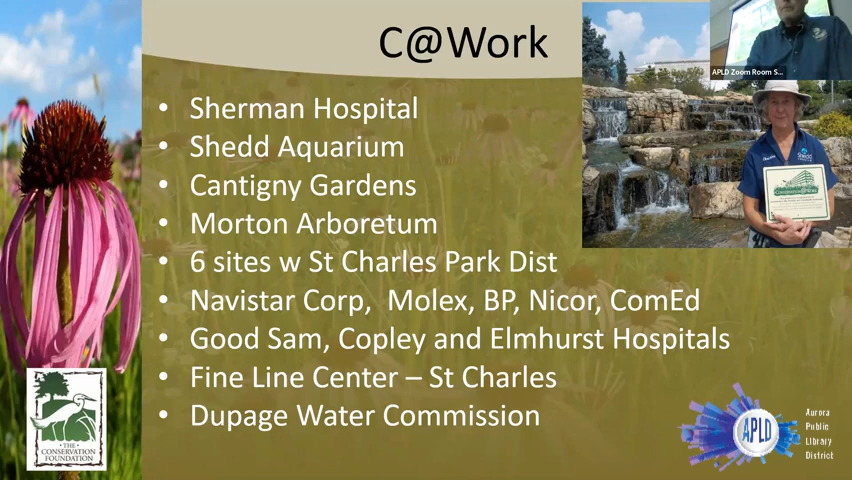 C@Work
APLD Zoom Room S...
• Sherman Hospital
• Shedd Aquarium
• Cantigny Gardens
• Morton Arboretum
• 6 sites w St Charles Park Dist
• Navistar Corp, Molex, BP, Nicor, ComEd
• Good Sam, Copley and Elmhurst Hospitals
• Fine Line Center – St Charles
• Dupage Water Commission
• THE •
CONSERVATION
FOUNDATION
APLD
Aurora
Public
Library
District